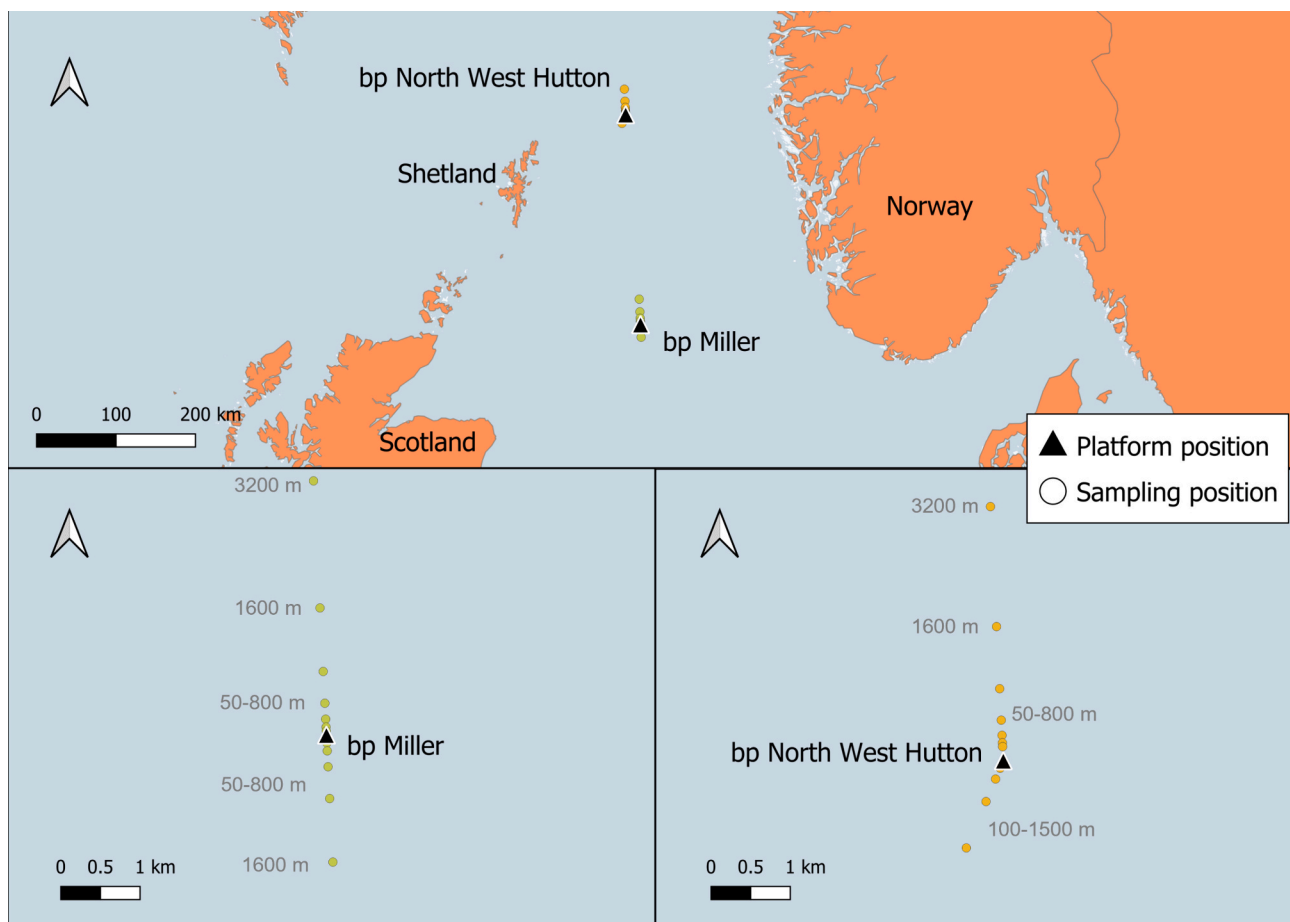 bp North West Hutton
Shetland
Norway
bp Miller
0 100 200 km
Scotland
Platform position
Sampling position
3200 m
1600 m
50-800 m
bp Miller
50-800 m
1600 m
0 0.5 1 km
3200 m
1600 m
50-800 m
bp North West Hutton
100-1500 m
0 0.5 1 km